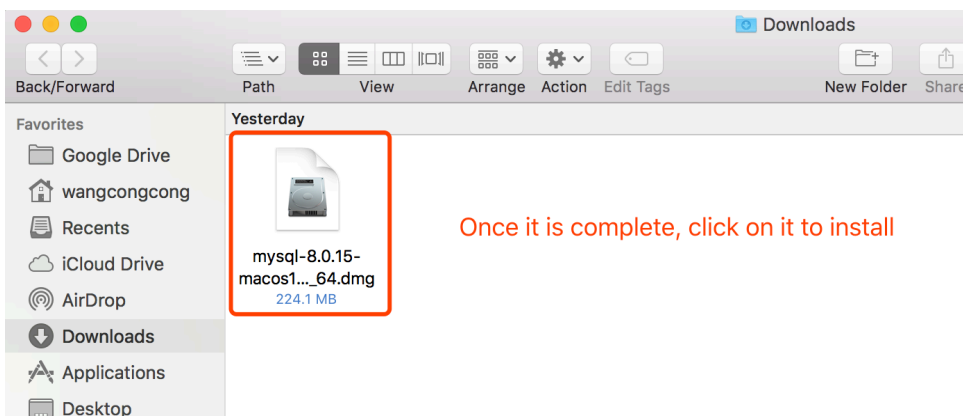 Downloads
Back/Forward
Path
View
Arrange
Action
Edit Tags
New Folder
Share
Favorites
Yesterday
Google Drive
wangcongcong
Recents
iCloud Drive
AirDrop
Downloads
Applications
Desktop
mysql-8.0.15-
macos1..._64.dmg
224.1 MB
Once it is complete, click on it to install